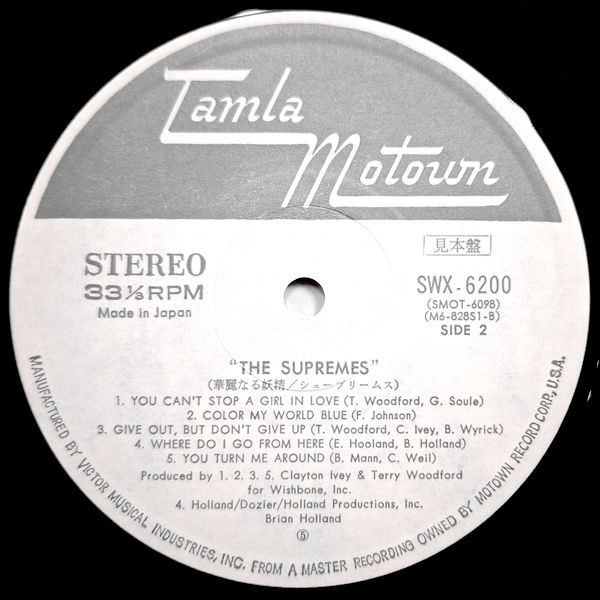 Tamla
Motown
STEREO
33⅓RPM
Made in Japan
見本盤
SWX-6200
(SMOT-6098)
(M6-828S1-B)
SIDE 2
“THE SUPREMES”
(華麗なる妖精/シュープリームス)
1. YOU CAN'T STOP A GIRL IN LOVE (T. Woodford, G. Soule)
2. COLOR MY WORLD BLUE (F. Johnson)
3. GIVE OUT, BUT DON'T GIVE UP (T. Woodford, C. Ivey, B. Wyrick)
4. WHERE DO I GO FROM HERE (E. Hooland, B. Holland)
5. YOU TURN ME AROUND (B. Mann, C. Weil)
Produced by 1. 2. 3. 5. Clayton Ivey & Terry Woodford
for Wishbone, Inc.
4. Holland/Dozier/Holland Productions, Inc.
Brian Holland
⑤
MANUFACTURED BY VICTOR MUSICAL INDUSTRIES, INC. FROM A MASTER RECORDING OWNED BY MOTOWN RECORD CORP., U.S.A.